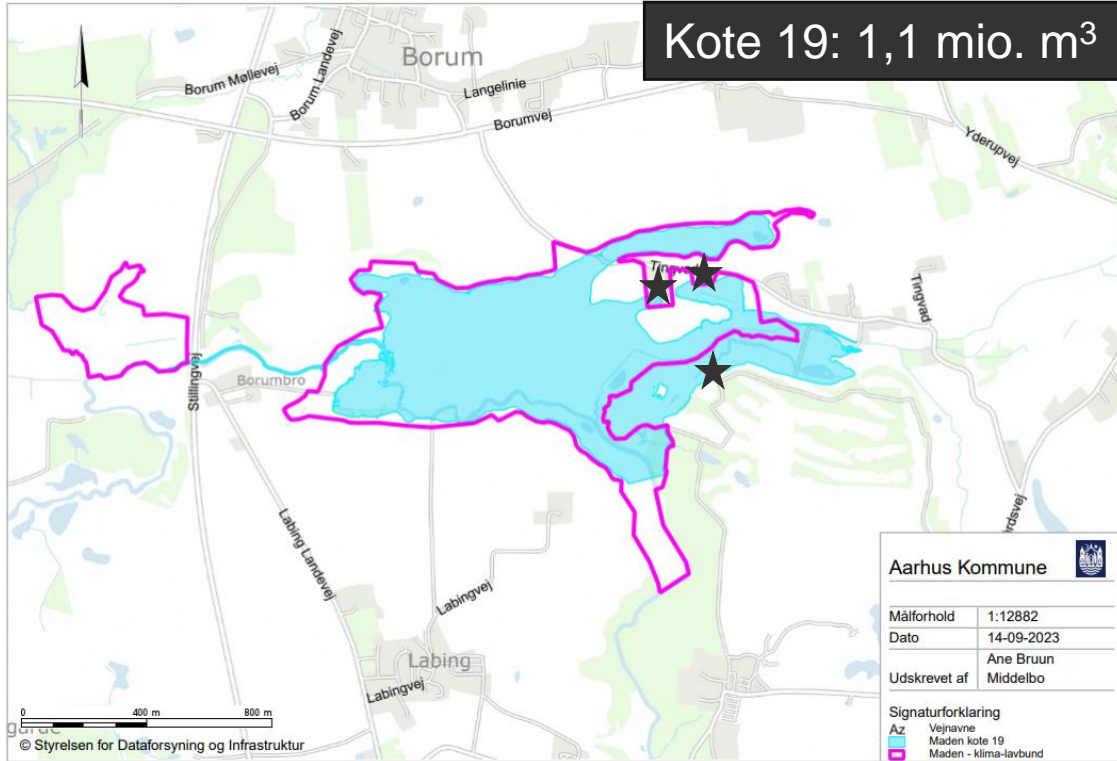 Kote 19: 1,1 mio. m³
Borum
Borum Møllevej
Borum Landevej
Langelinie
Borumvej
Yderupvej
Tingvad
Tingvad
Stillingvej
Borumbro
Labing Landevej
Labingvej
Labing
Labingvej
0 400 m 800 m
© Styrelsen for Dataforsyning og Infrastruktur
Aarhus Kommune
Målforhold 1:12882
Dato 14-09-2023
Udskrevet af Ane Bruun
Middelbo
Signaturforklaring
Az Vejnavne
Maden kote 19
Maden - klima-lavbund